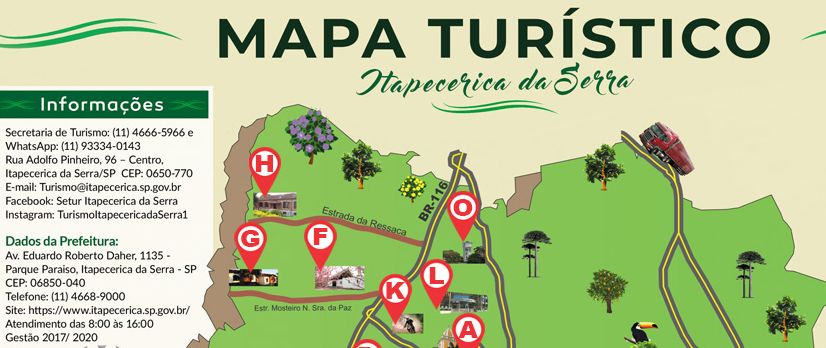 MAPA TURÍSTICO
Itapecerica da Serra
Informações
Secretaria de Turismo: (11) 4666-5966 e
WhatsApp: (11) 93334-0143
Rua Adolfo Pinheiro, 96 – Centro,
Itapecerica da Serra/SP CEP: 0650-770
E-mail: Turismo@itapecerica.sp.gov.br
Facebook: Setur Itapecerica da Serra
Instagram: TurismoItapecericadaSerra1
Dados da Prefeitura:
Av. Eduardo Roberto Daher, 1135 -
Parque Paraiso, Itapecerica da Serra - SP
CEP: 06850-040
Telefone: (11) 4668-9000
Site: https://www.itapecerica.sp.gov.br/
Atendimento das 8:00 às 16:00
Gestão 2017/ 2020
H
BR-116
O
Estrada da Ressaca
G
F
L
K
Estr. Mosteiro N. Sra. da Paz
A